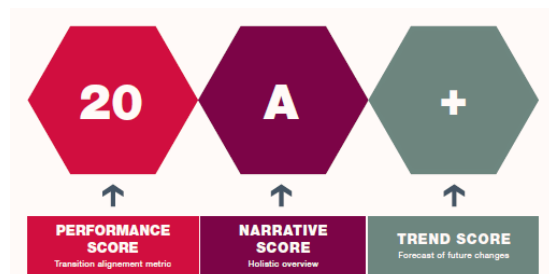 20 A +
PERFORMANCE
SCORE
Transition alignement metric
NARRATIVE
SCORE
Holistic overview
TREND SCORE
Forecast of future changes